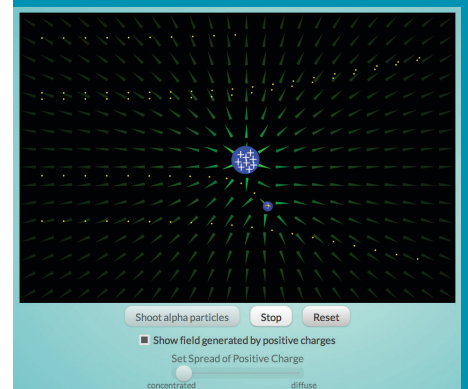 Shoot alpha particles Stop Reset
Show field generated by positive charges
Set Spread of Positive Charge
concentrated diffuse